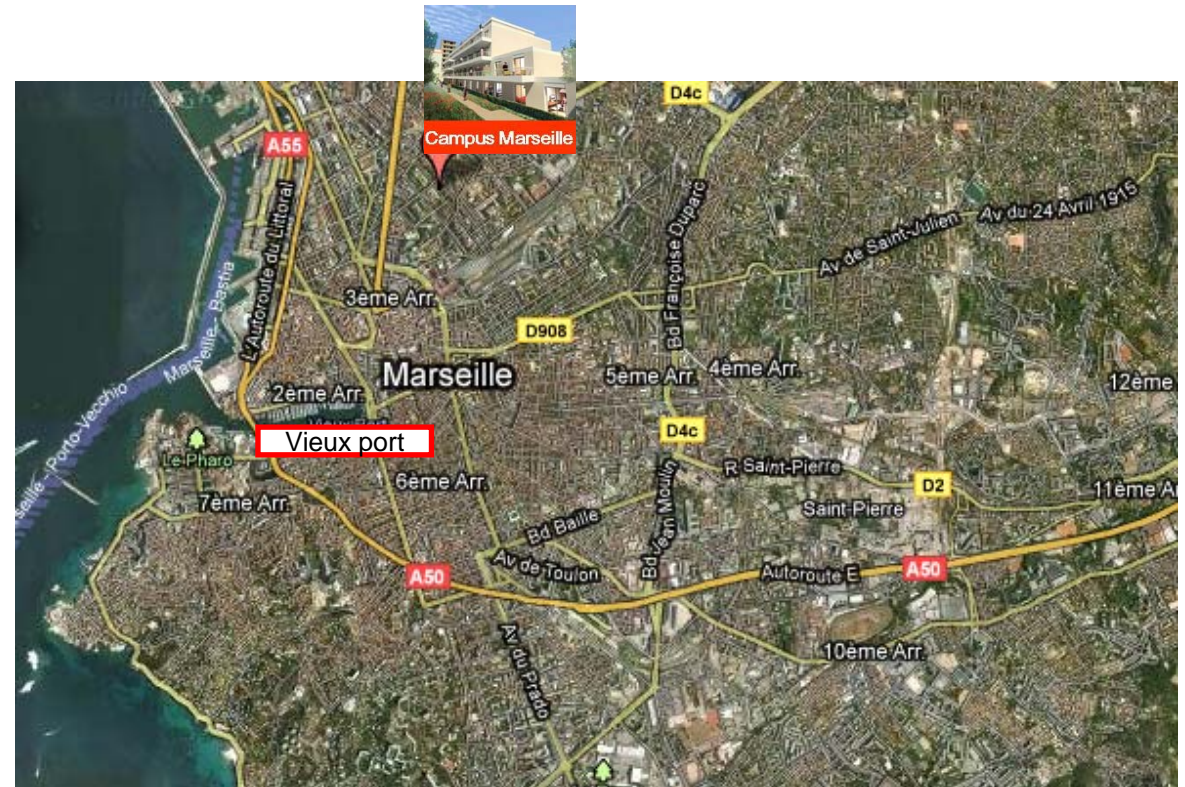 Campus Marseille
D4c
A55
L'Autoroute du Littoral
Bd Françoise Duparc
Av de Saint-Julien
Av du 24 Avril 1915
Marseille - Bastia
3ème Arr.
D908
Marseille
5ème Arr.
4ème Arr.
12ème
2ème Arr.
Marseille - Porto-Vecchio
Vieux port
D4c
Le Pharo
6ème Arr.
R Saint-Pierre
D2
11ème Ar
7ème Arr.
Saint-Pierre
Bd Baille
Bd Jean Moulin
Av de Toulon
A50
Autoroute E
A50
10ème Arr.
Av du Prado